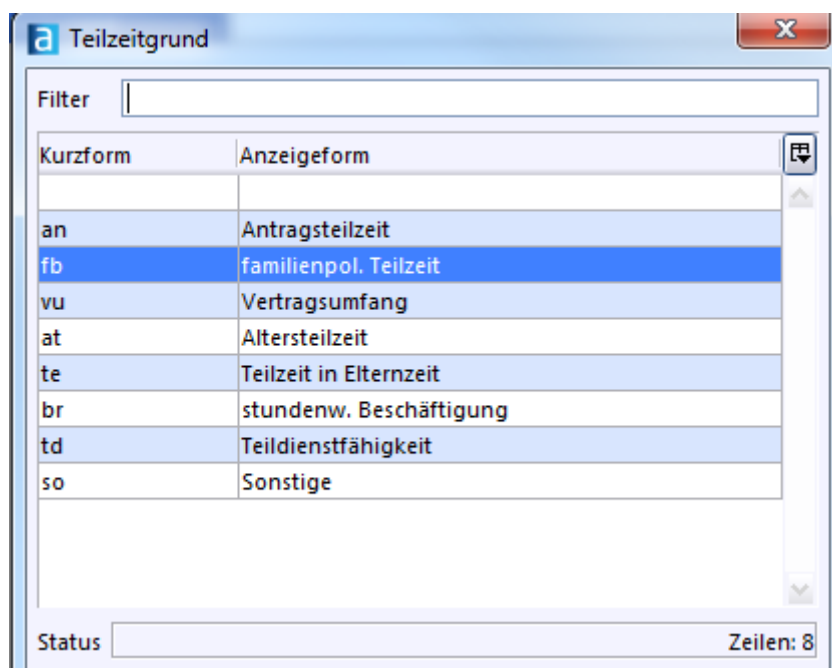 a Teilzeitgrund
Filter
Kurzform Anzeigeform
an Antragsteilzeit
fb familienpol. Teilzeit
vu Vertragsumfang
at Altersteilzeit
te Teilzeit in Elternzeit
br stundenw. Beschäftigung
td Teildienstfähigkeit
so Sonstige
Status Zeilen: 8